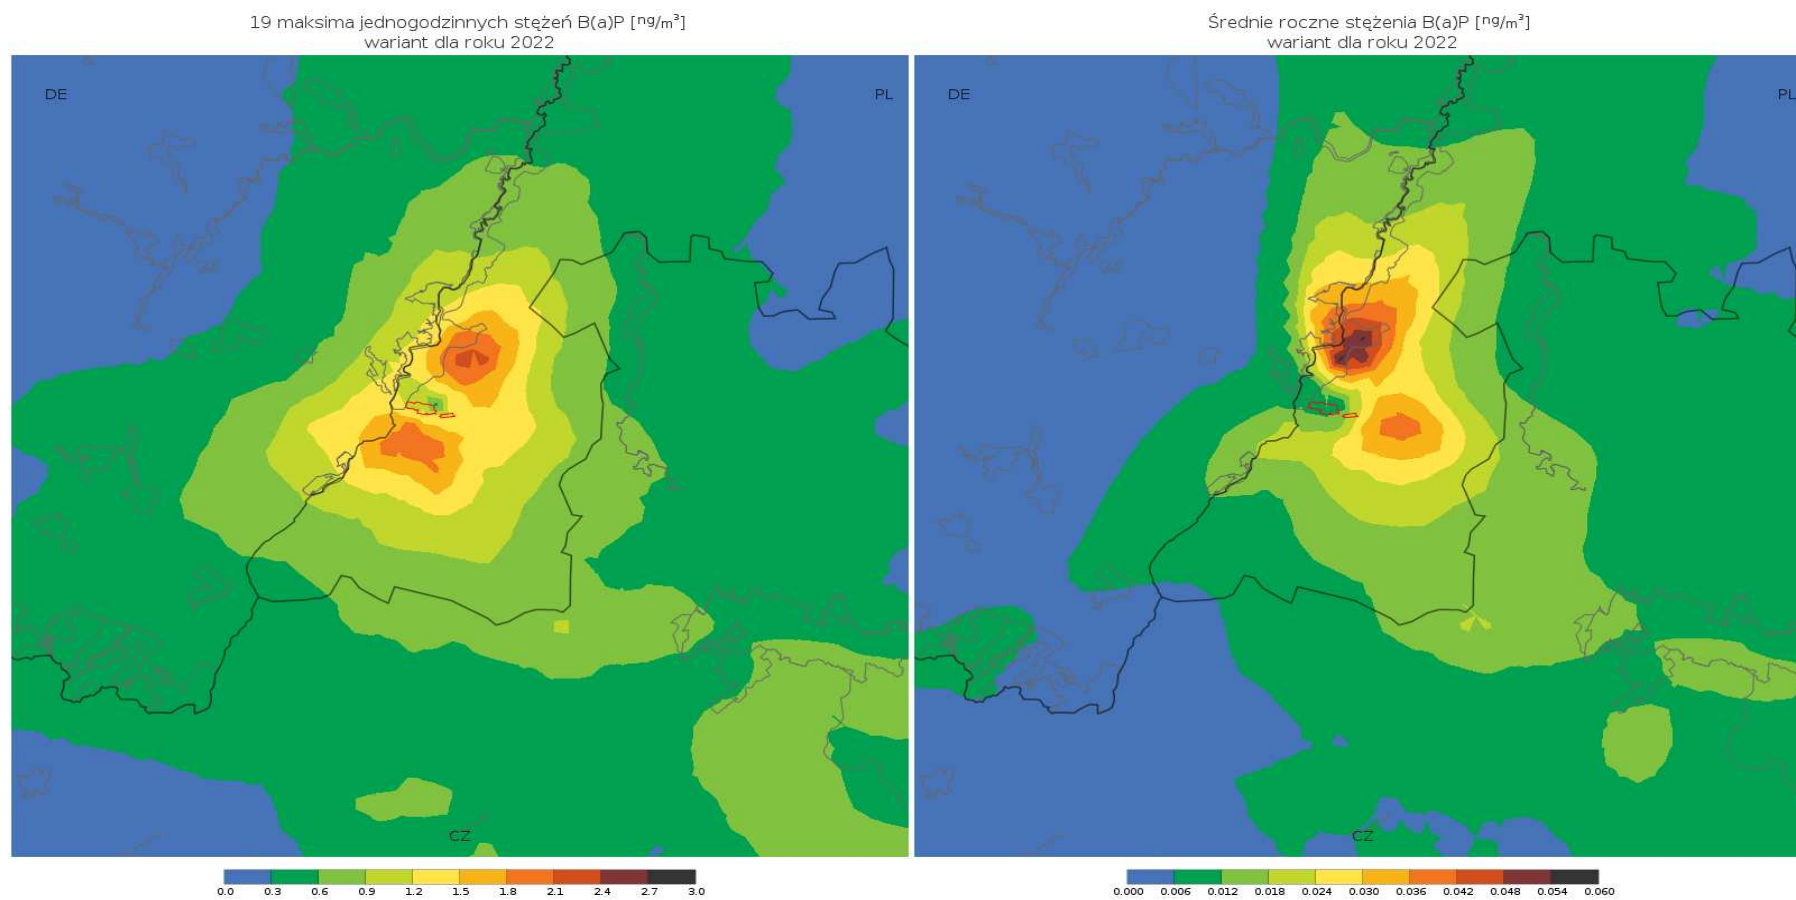 19 maksima jednogodzinnych stężeń B(a)P [ng/m³]
wariant dla roku 2022
DE
PL
CZ
0.0 0.3 0.6 0.9 1.2 1.5 1.8 2.1 2.4 2.7 3.0
Średnie roczne stężenia B(a)P [ng/m³]
wariant dla roku 2022
DE
PL
CZ
0.000 0.006 0.012 0.018 0.024 0.030 0.036 0.042 0.048 0.054 0.060